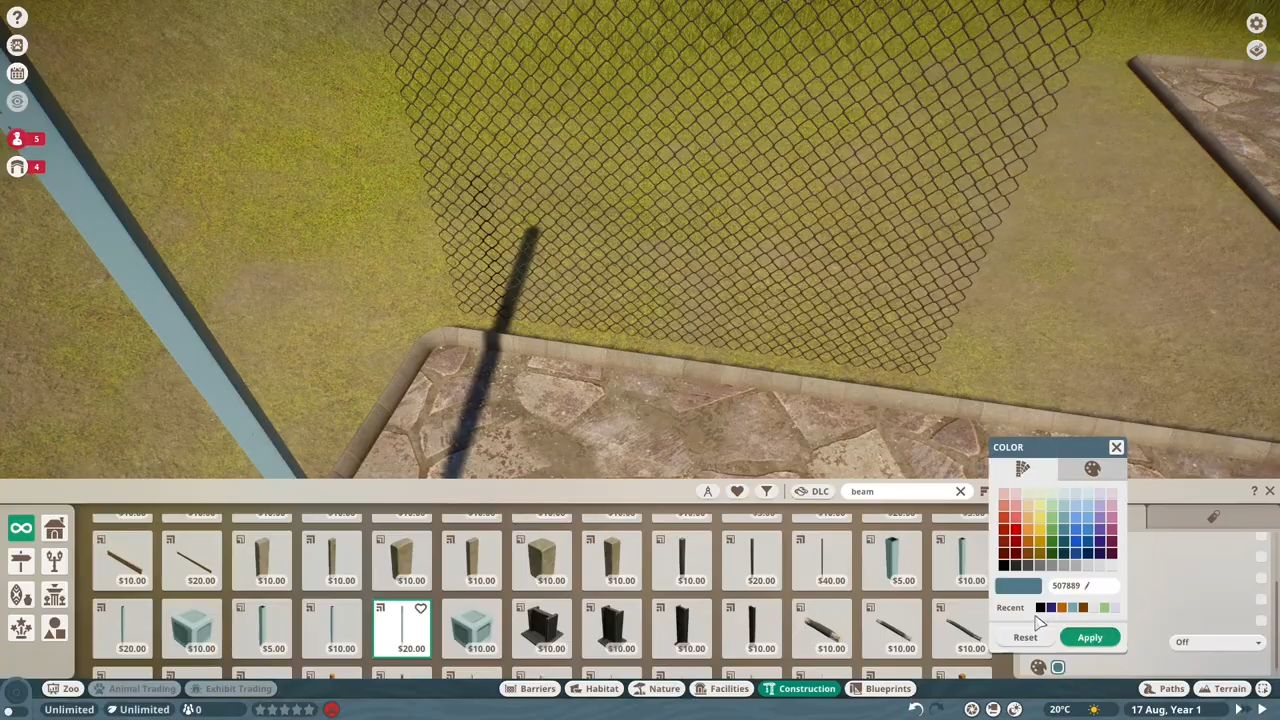 ?
5
4
COLOR
507889 /
Recent
Reset
Apply
DLC
beam
?
$10.00
$20.00
$10.00
$10.00
$10.00
$10.00
$10.00
$10.00
$10.00
$20.00
$40.00
$5.00
$10.00
$20.00
$10.00
$5.00
$10.00
$20.00
$10.00
$10.00
$10.00
$10.00
$10.00
$10.00
$10.00
$10.00
Off
Zoo
Animal Trading
Exhibit Trading
Barriers
Habitat
Nature
Facilities
Construction
Blueprints
Paths
Terrain
Unlimited
Unlimited
0
20°C
17 Aug, Year 1